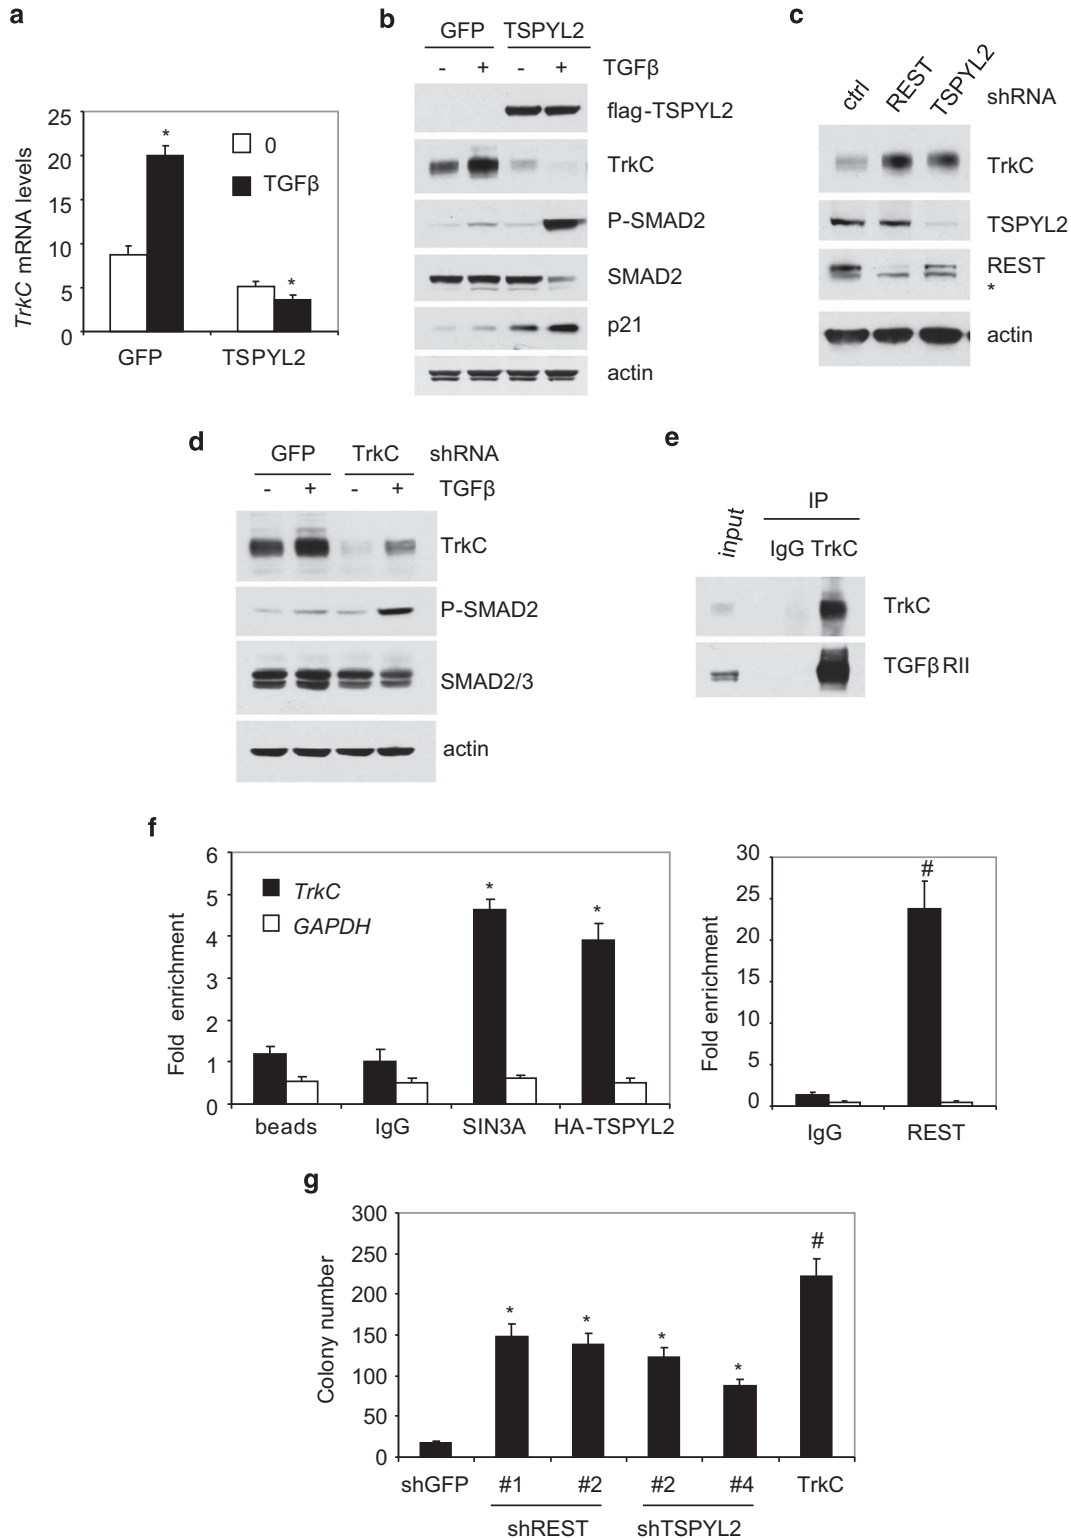 a
25
20
15
10
5
0
TrkC mRNA levels
*
*
0
TGFβ
GFP
TSPYL2
b
GFP TSPYL2
- + - + TGFβ
flag-TSPYL2
TrkC
P-SMAD2
SMAD2
p21
actin
c
ctrl REST TSPYL2 shRNA
TrkC
TSPYL2
REST
*
actin
d
GFP TrkC shRNA
- + - + TGFβ
TrkC
P-SMAD2
SMAD2/3
actin
e
IP
input IgG TrkC
TrkC
TGFβRII
f
6
5
4
3
2
1
0
Fold enrichment
TrkC
GAPDH
*
*
beads IgG SIN3A HA-TSPYL2
30
25
20
15
10
5
0
Fold enrichment
#
IgG REST
g
300
250
200
150
100
50
0
Colony number
*
*
*
*
#
shGFP #1 #2 #2 #4 TrkC
shREST shTSPYL2